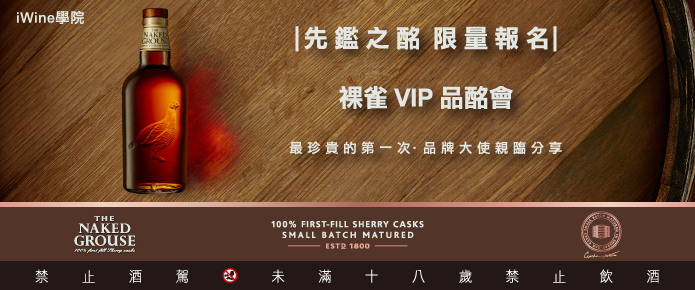 iWine學院
|先鑑之酩 限量報名|
裸雀 VIP 品酩會
最珍貴的第一次·品牌大使親臨分享
NAKED
GROUSE
THE
NAKED
GROUSE
100% first fill Sherry casks
100% FIRST-FILL SHERRY CASKS
SMALL BATCH MATURED
ESTD 1800
禁止酒駕 未滿十八歲禁止飲酒